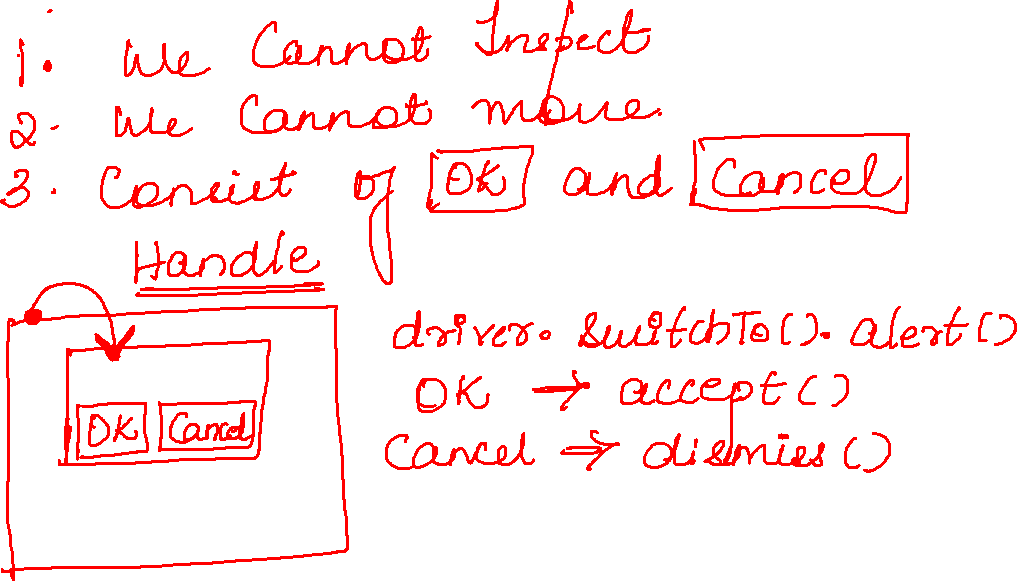 1. We Cannot Inspect
2. We Cannot move.
3. Consist of OK and Cancel
Handle
driver. SwitchTo(). alert()
OK → accept()
Cancel ⇒ dismiss()
OK Cancel